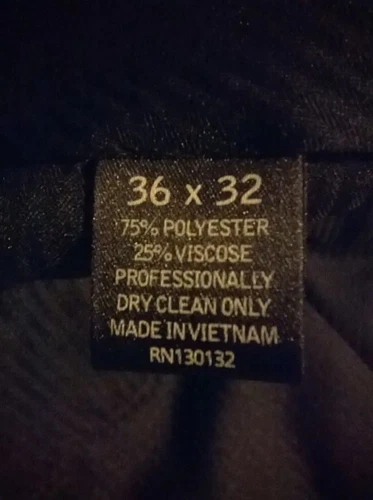 36 x 32
75% POLYESTER
25% VISCOSE
PROFESSIONALLY
DRY CLEAN ONLY
MADE IN VIETNAM
RN130132